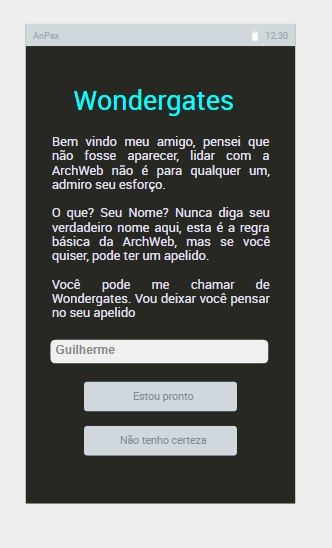 AnPax 12:30
Wondergates
Bem vindo meu amigo, pensei que
não fosse aparecer, lidar com a
ArchWeb não é para qualquer um,
admiro seu esforço.
O que? Seu Nome? Nunca diga seu
verdadeiro nome aqui, esta é a regra
básica da ArchWeb, mas se você
quiser, pode ter um apelido.
Você pode me chamar de
Wondergates. Vou deixar você pensar
no seu apelido
Guilherme
Estou pronto
Não tenho certeza